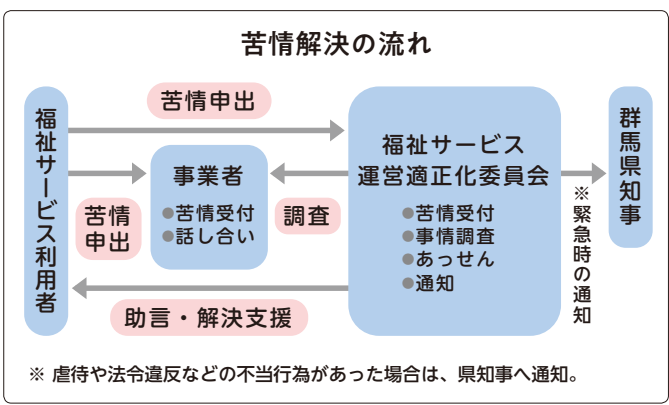 苦情解決の流れ
福祉サービス利用者
苦情申出
苦情
申出
事業者
●苦情受付
●話し合い
調査
福祉サービス
運営適正化委員会
●苦情受付
●事情調査
●あっせん
●通知
群馬県知事
※緊急時の通知
助言・解決支援
※ 虐待や法令違反などの不当行為があった場合は、県知事へ通知。